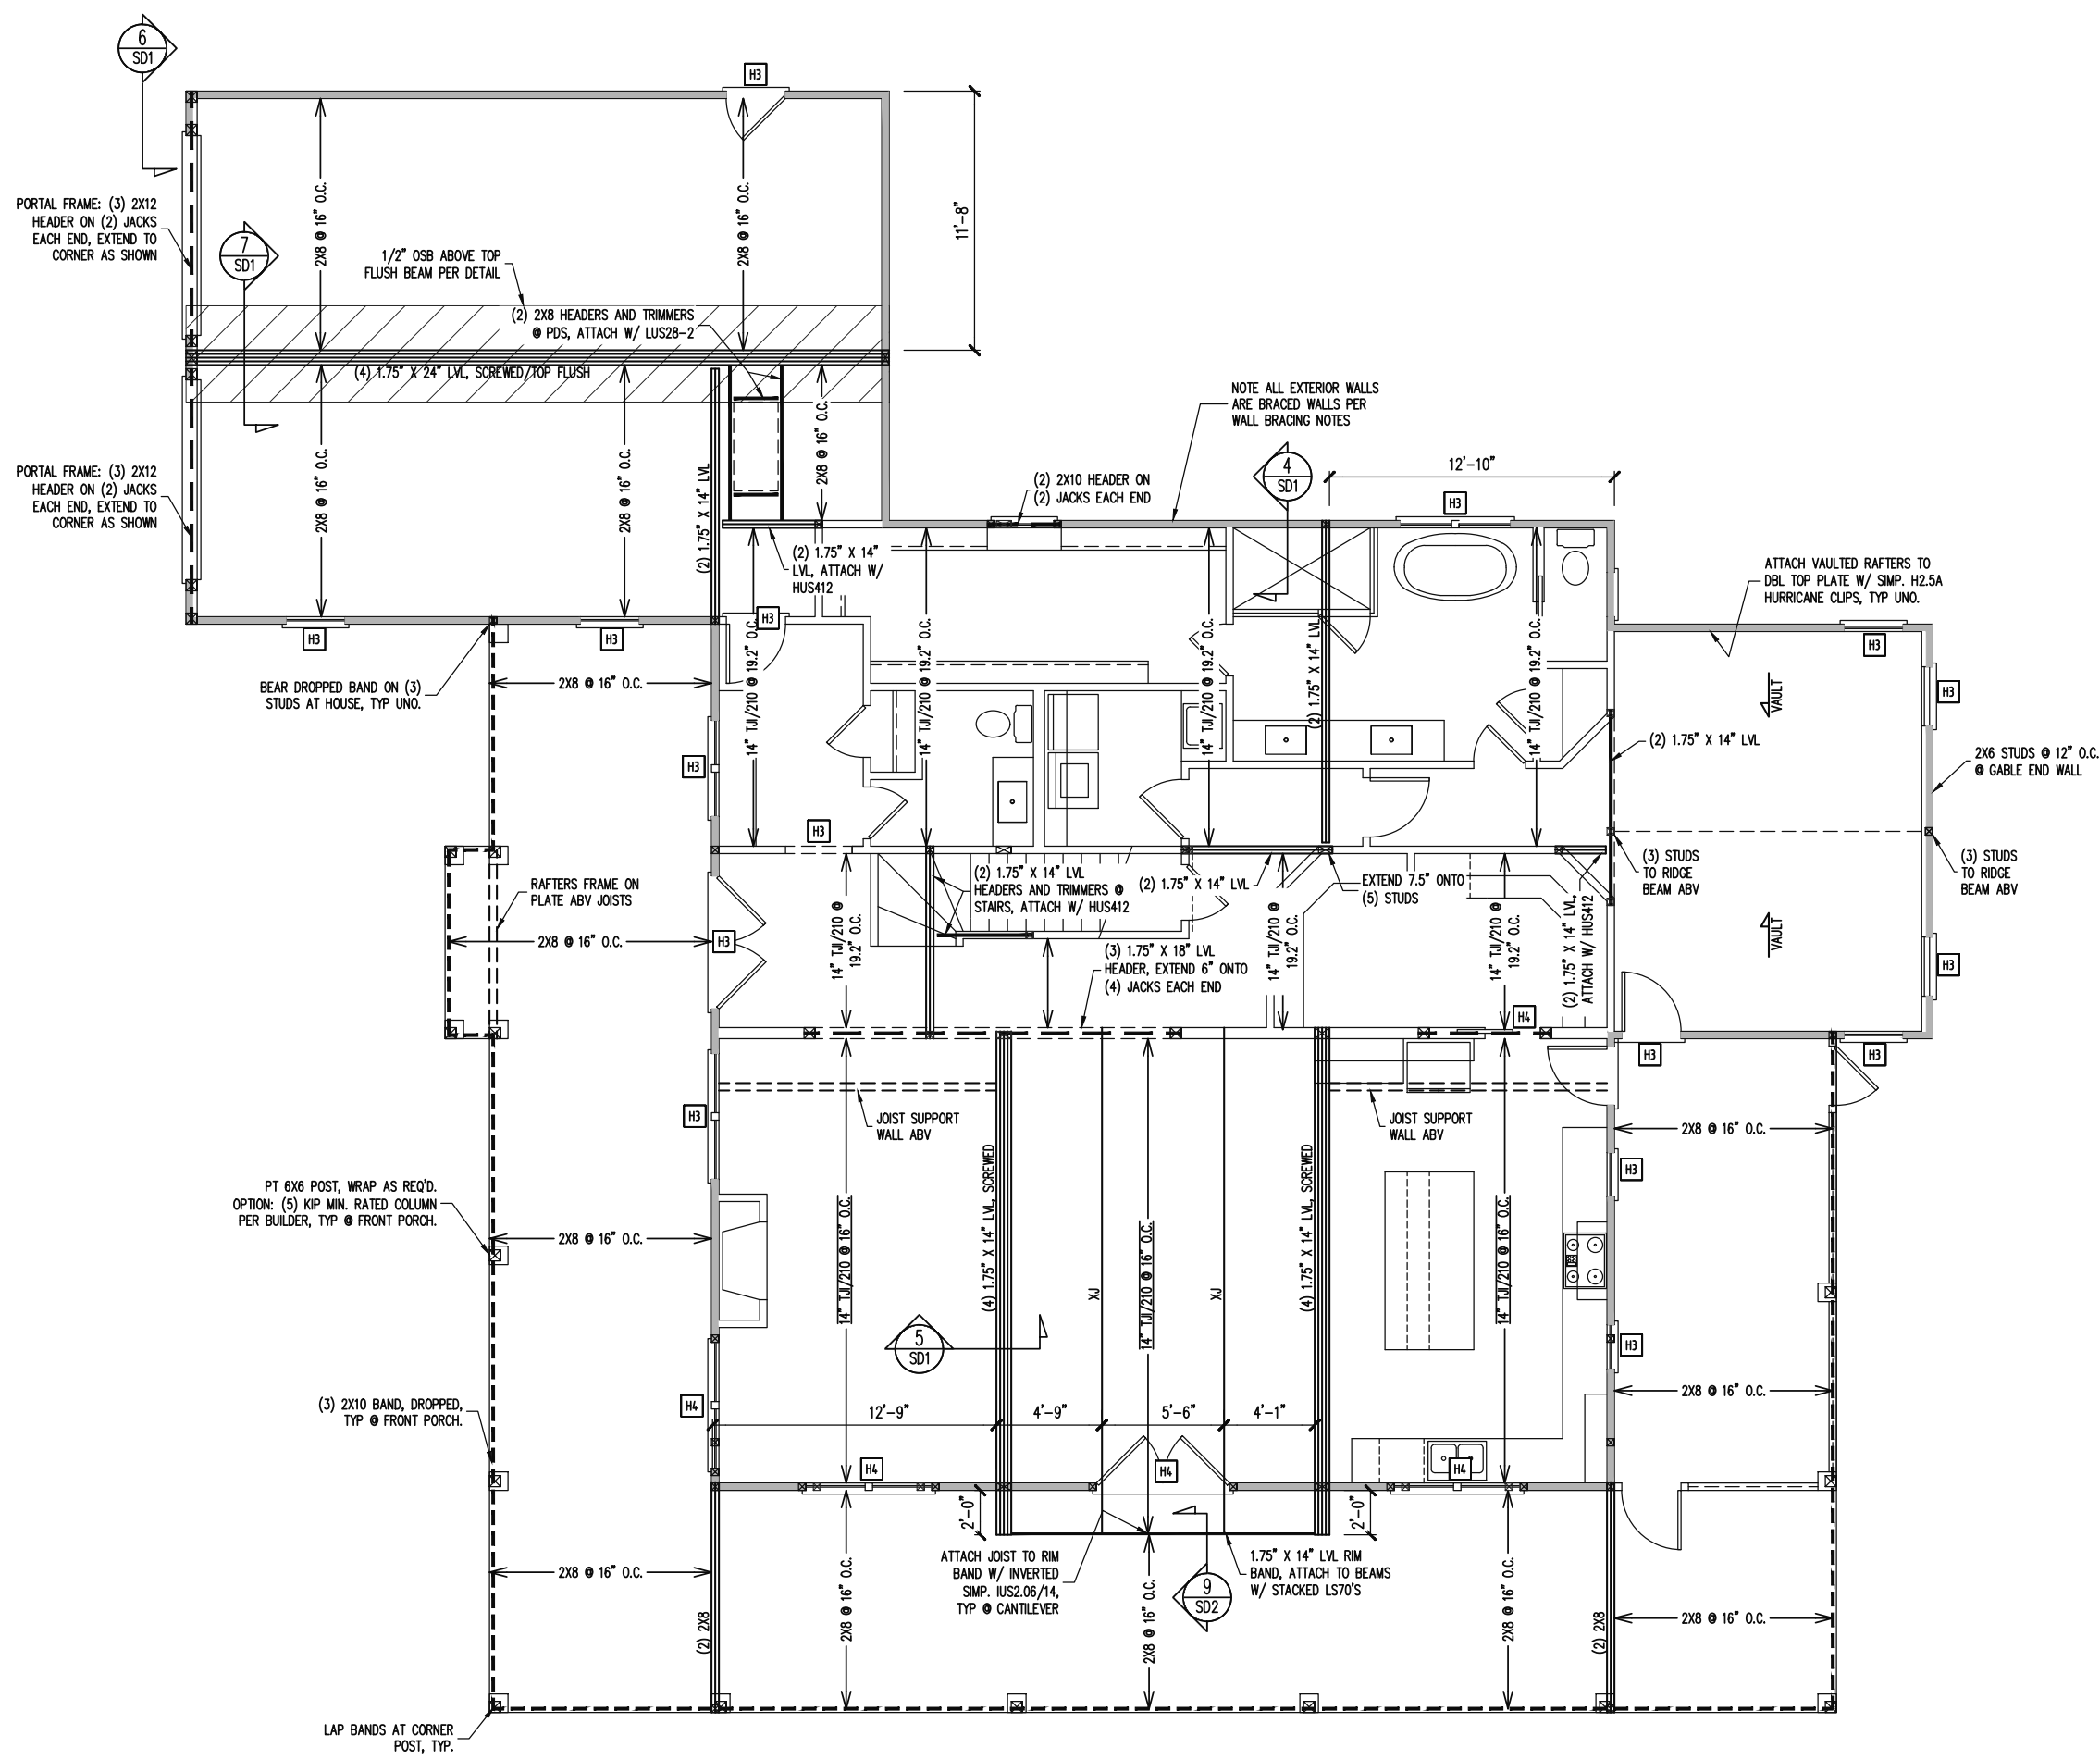 6
SD1
H3
PORTAL FRAME: (3) 2X12
HEADER ON (2) JACKS
EACH END, EXTEND TO
CORNER AS SHOWN
7
SD1
2X8 @ 16" O.C.
2X8 @ 16" O.C.
11'-8"
1/2" OSB ABOVE TOP
FLUSH BEAM PER DETAIL
(2) 2X8 HEADERS AND TRIMMERS
@ PDS, ATTACH W/ LUS28-2
(4) 1.75" X 24" LVL, SCREWED/TOP FLUSH
NOTE ALL EXTERIOR WALLS
ARE BRACED WALLS PER
WALL BRACING NOTES
PORTAL FRAME: (3) 2X12
HEADER ON (2) JACKS
EACH END, EXTEND TO
CORNER AS SHOWN
2X8 @ 16" O.C.
2X8 @ 16" O.C.
(2) 1.75" X 14" LVL
2X8 @ 16" O.C.
(2) 2X10 HEADER ON
(2) JACKS EACH END
4
SD1
12'-10"
H3
(2) 1.75" X 14"
LVL, ATTACH W/
HUS412
ATTACH VAULTED RAFTERS TO
DBL TOP PLATE W/ SIMP. H2.5A
HURRICANE CLIPS, TYP UNO.
H3
H3
H3
H3
BEAR DROPPED BAND ON (3)
STUDS AT HOUSE, TYP UNO.
2X8 @ 16" O.C.
14" TJI/210 @ 19.2" O.C.
14" TJI/210 @ 19.2" O.C.
14" TJI/210 @ 19.2" O.C.
(2) 1.75" X 14" LVL
14" TJI/210 @ 19.2" O.C.
VAULT
H3
(2) 1.75" X 14" LVL
2X6 STUDS @ 12" O.C.
@ GABLE END WALL
H3
H3
RAFTERS FRAME ON
PLATE ABV JOISTS
(2) 1.75" X 14" LVL
HEADERS AND TRIMMERS @
STAIRS, ATTACH W/ HUS412
(2) 1.75" X 14" LVL
EXTEND 7.5" ONTO
(5) STUDS
(3) STUDS
TO RIDGE
BEAM ABV
(3) STUDS
TO RIDGE
BEAM ABV
2X8 @ 16" O.C.
H3
14" TJI/210 @
19.2" O.C.
(3) 1.75" X 18" LVL
HEADER, EXTEND 6" ONTO
(4) JACKS EACH END
14" TJI/210 @
19.2" O.C.
14" TJI/210 @
19.2" O.C.
(2) 1.75" X 14" LVL,
ATTACH W/ HUS412
VAULT
H3
H4
H3
H3
H3
JOIST SUPPORT
WALL ABV
JOIST SUPPORT
WALL ABV
2X8 @ 16" O.C.
H3
PT 6X6 POST, WRAP AS REQ'D.
OPTION: (5) KIP MIN. RATED COLUMN
PER BUILDER, TYP @ FRONT PORCH.
2X8 @ 16" O.C.
14" TJI/210 @ 16" O.C.
(4) 1.75" X 14" LVL, SCREWED
XJ
14" TJI/210 @ 16" O.C.
XJ
(4) 1.75" X 14" LVL, SCREWED
14" TJI/210 @ 16" O.C.
5
SD1
H3
(3) 2X10 BAND, DROPPED,
TYP @ FRONT PORCH.
H4
12'-9"
4'-9"
5'-6"
4'-1"
2X8 @ 16" O.C.
H4
H4
H4
2'-0"
2'-0"
2X8 @ 16" O.C.
(2) 2X8
2X8 @ 16" O.C.
ATTACH JOIST TO RIM
BAND W/ INVERTED
SIMP. IUS2.06/14,
TYP @ CANTILEVER
2X8 @ 16" O.C.
9
SD2
1.75" X 14" LVL RIM
BAND, ATTACH TO BEAMS
W/ STACKED LS70'S
2X8 @ 16" O.C.
(2) 2X8
2X8 @ 16" O.C.
LAP BANDS AT CORNER
POST, TYP.